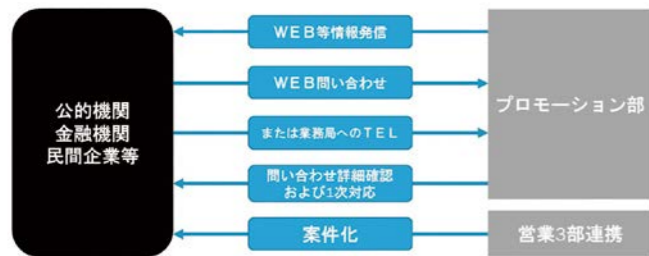 公的機関
金融機関
民間企業等
WEB等情報発信
WEB問い合わせ
または業務局へのTEL
問い合わせ詳細確認
および1次対応
案件化
プロモーション部
営業3部連携